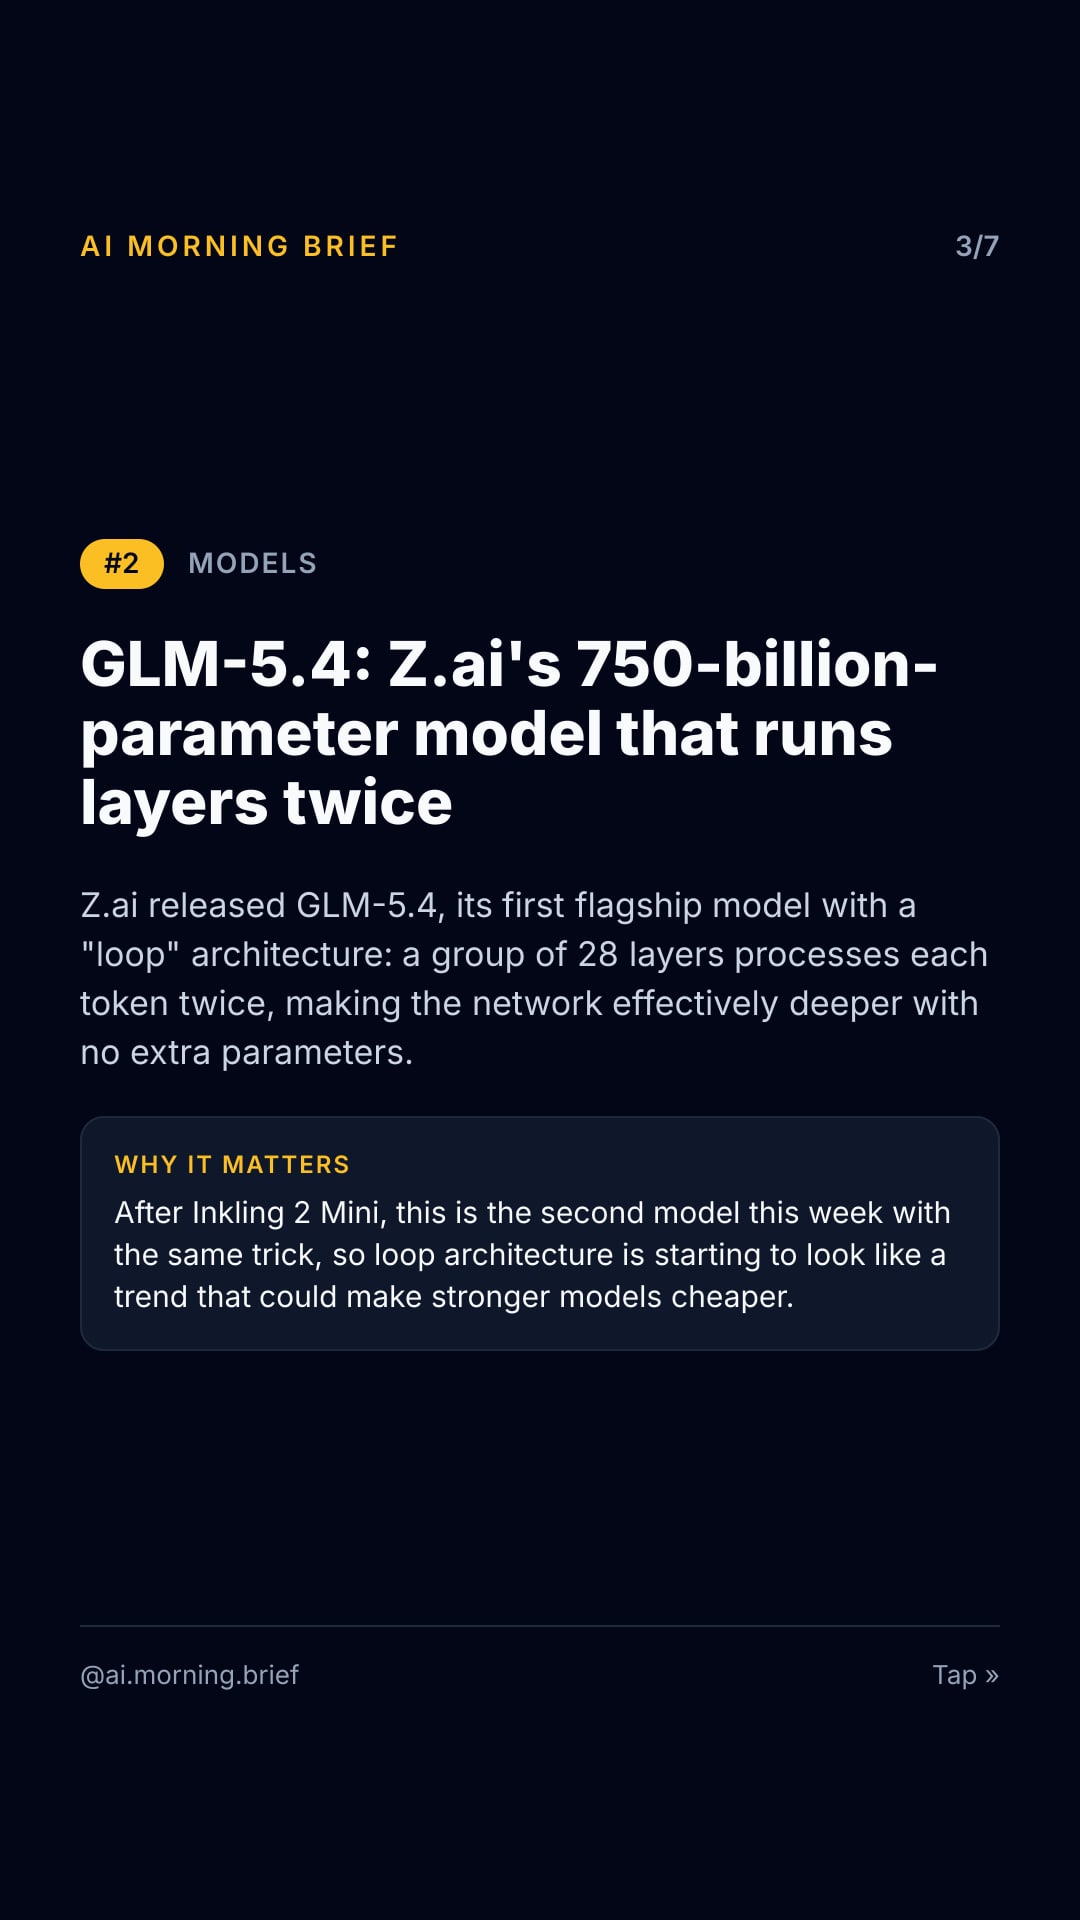 AI MORNING BRIEF
3/7
#2
MODELS
GLM-5.4: Z.ai's 750-billion-
parameter model that runs
layers twice
Z.ai released GLM-5.4, its first flagship model with a
"loop" architecture: a group of 28 layers processes each
token twice, making the network effectively deeper with
no extra parameters.
WHY IT MATTERS
After Inkling 2 Mini, this is the second model this week with
the same trick, so loop architecture is starting to look like a
trend that could make stronger models cheaper.
@ai.morning.brief
Tap »